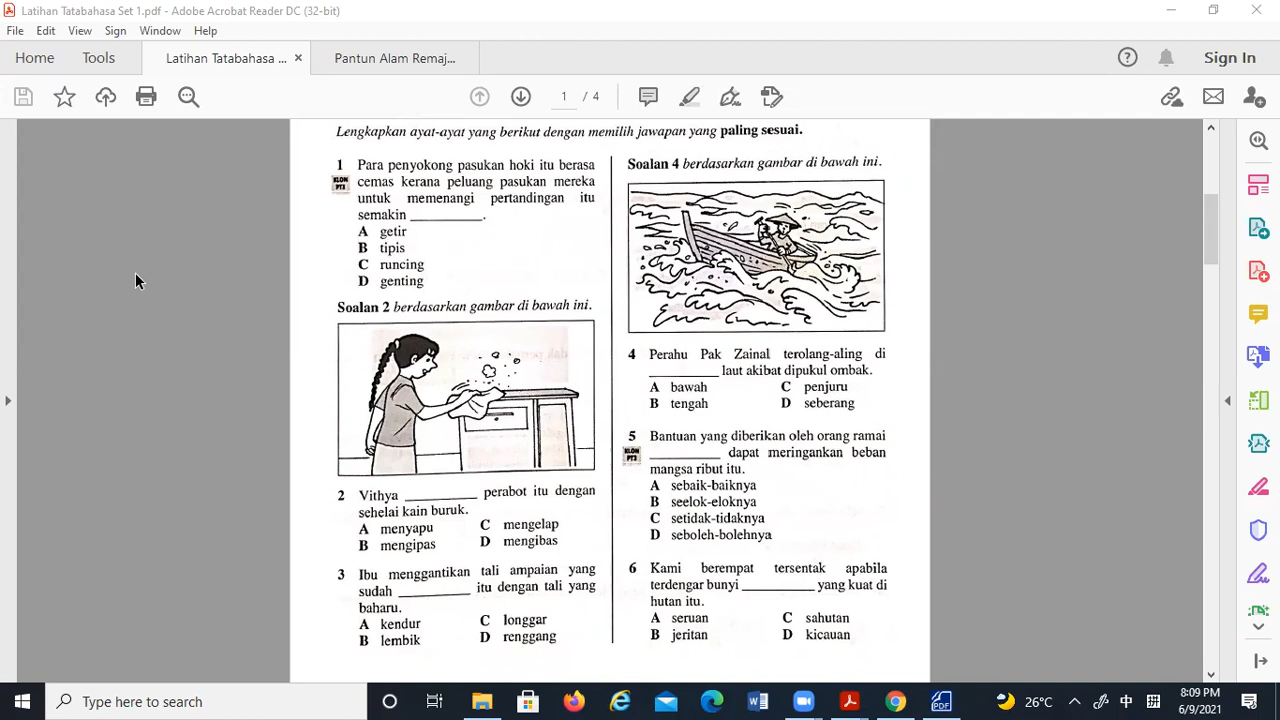 Latihan Tatabahasa Set 1.pdf - Adobe Acrobat Reader DC (32-bit)
File Edit View Sign Window Help
Home Tools Latihan Tatabahasa ... × Pantun Alam Remaj... Sign In
1 / 4
Lengkapkan ayat-ayat yang berikut dengan memilih jawapan yang paling sesuai.
1 Para penyokong pasukan hoki itu berasa
KLON PT3 cemas kerana peluang pasukan mereka
untuk memenangi pertandingan itu
semakin __________.
A getir
B tipis
C runcing
D genting
Soalan 2 berdasarkan gambar di bawah ini.
2 Vithya __________ perabot itu dengan
sehelai kain buruk.
A menyapu C mengelap
B mengipas D mengibas
3 Ibu menggantikan tali ampaian yang
sudah __________ itu dengan tali yang
baharu.
A kendur C longgar
B lembik D renggang
Soalan 4 berdasarkan gambar di bawah ini.
4 Perahu Pak Zainal terolang-aling di
__________ laut akibat dipukul ombak.
A bawah C penjuru
B tengah D seberang
5 Bantuan yang diberikan oleh orang ramai
KLON PT3 __________ dapat meringankan beban
mangsa ribut itu.
A sebaik-baiknya
B seelok-eloknya
C setidak-tidaknya
D seboleh-bolehnya
6 Kami berempat tersentak apabila
terdengar bunyi __________ yang kuat di
hutan itu.
A seruan C sahutan
B jeritan D kicauan
Type here to search
26°C 中 8:09 PM
6/9/2021